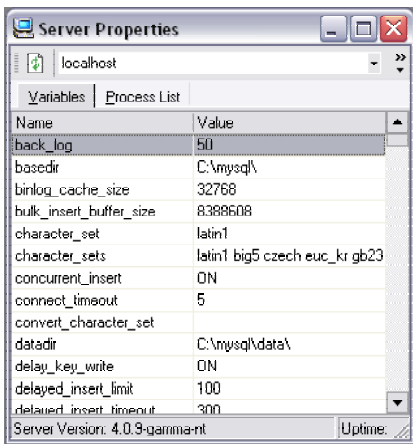 Server Properties
localhost
Variables Process List
Name Value
back_log 50
basedir C:\mysql\
binlog_cache_size 32768
bulk_insert_buffer_size 8388608
character_set latin1
character_sets latin1 big5 czech euc_kr gb23
concurrent_insert ON
connect_timeout 5
convert_character_set
datadir C:\mysql\data\
delay_key_write ON
delayed_insert_limit 100
delayed_insert_timeout 300
Server Version: 4.0.9-gamma-nt Uptime: